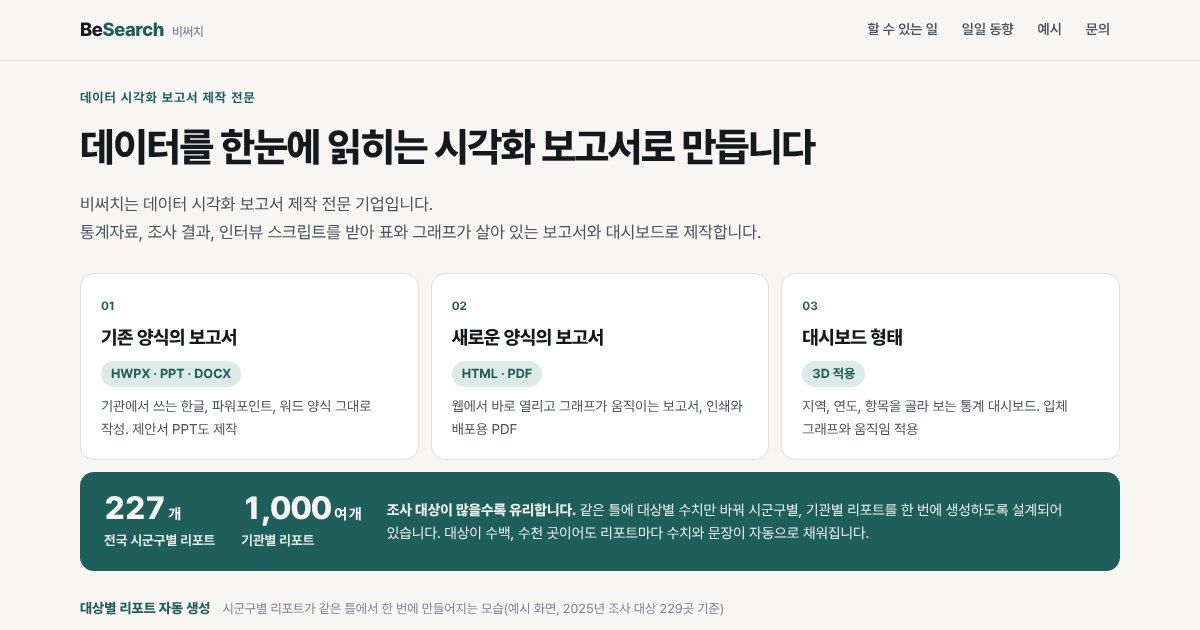 BeSearch 비써치
할 수 있는 일 일일 동향 예시 문의
데이터 시각화 보고서 제작 전문
데이터를 한눈에 읽히는 시각화 보고서로 만듭니다
비써치는 데이터 시각화 보고서 제작 전문 기업입니다.
통계자료, 조사 결과, 인터뷰 스크립트를 받아 표와 그래프가 살아 있는 보고서와 대시보드로 제작합니다.
01
기존 양식의 보고서
HWPX · PPT · DOCX
기관에서 쓰는 한글, 파워포인트, 워드 양식 그대로
작성. 제안서 PPT도 제작
02
새로운 양식의 보고서
HTML · PDF
웹에서 바로 열리고 그래프가 움직이는 보고서, 인쇄와
배포용 PDF
03
대시보드 형태
3D 적용
지역, 연도, 항목을 골라 보는 통계 대시보드. 입체
그래프와 움직임 적용
227 개
전국 시군구별 리포트
1,000 여 개
기관별 리포트
조사 대상이 많을수록 유리합니다. 같은 틀에 대상별 수치만 바꿔 시군구별, 기관별 리포트를 한 번에 생성하도록 설계되어
있습니다. 대상이 수백, 수천 곳이어도 리포트마다 수치와 문장이 자동으로 채워집니다.
대상별 리포트 자동 생성 시군구별 리포트가 같은 틀에서 한 번에 만들어지는 모습(예시 화면, 2025년 조사 대상 229곳 기준)